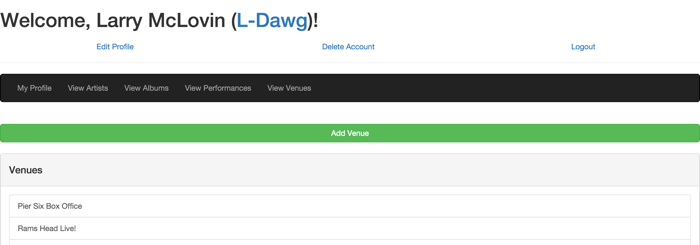 Welcome, Larry McLovin (L-Dawg)!
Edit Profile Delete Account Logout
My Profile View Artists View Albums View Performances View Venues
Add Venue
Venues
Pier Six Box Office
Rams Head Live!